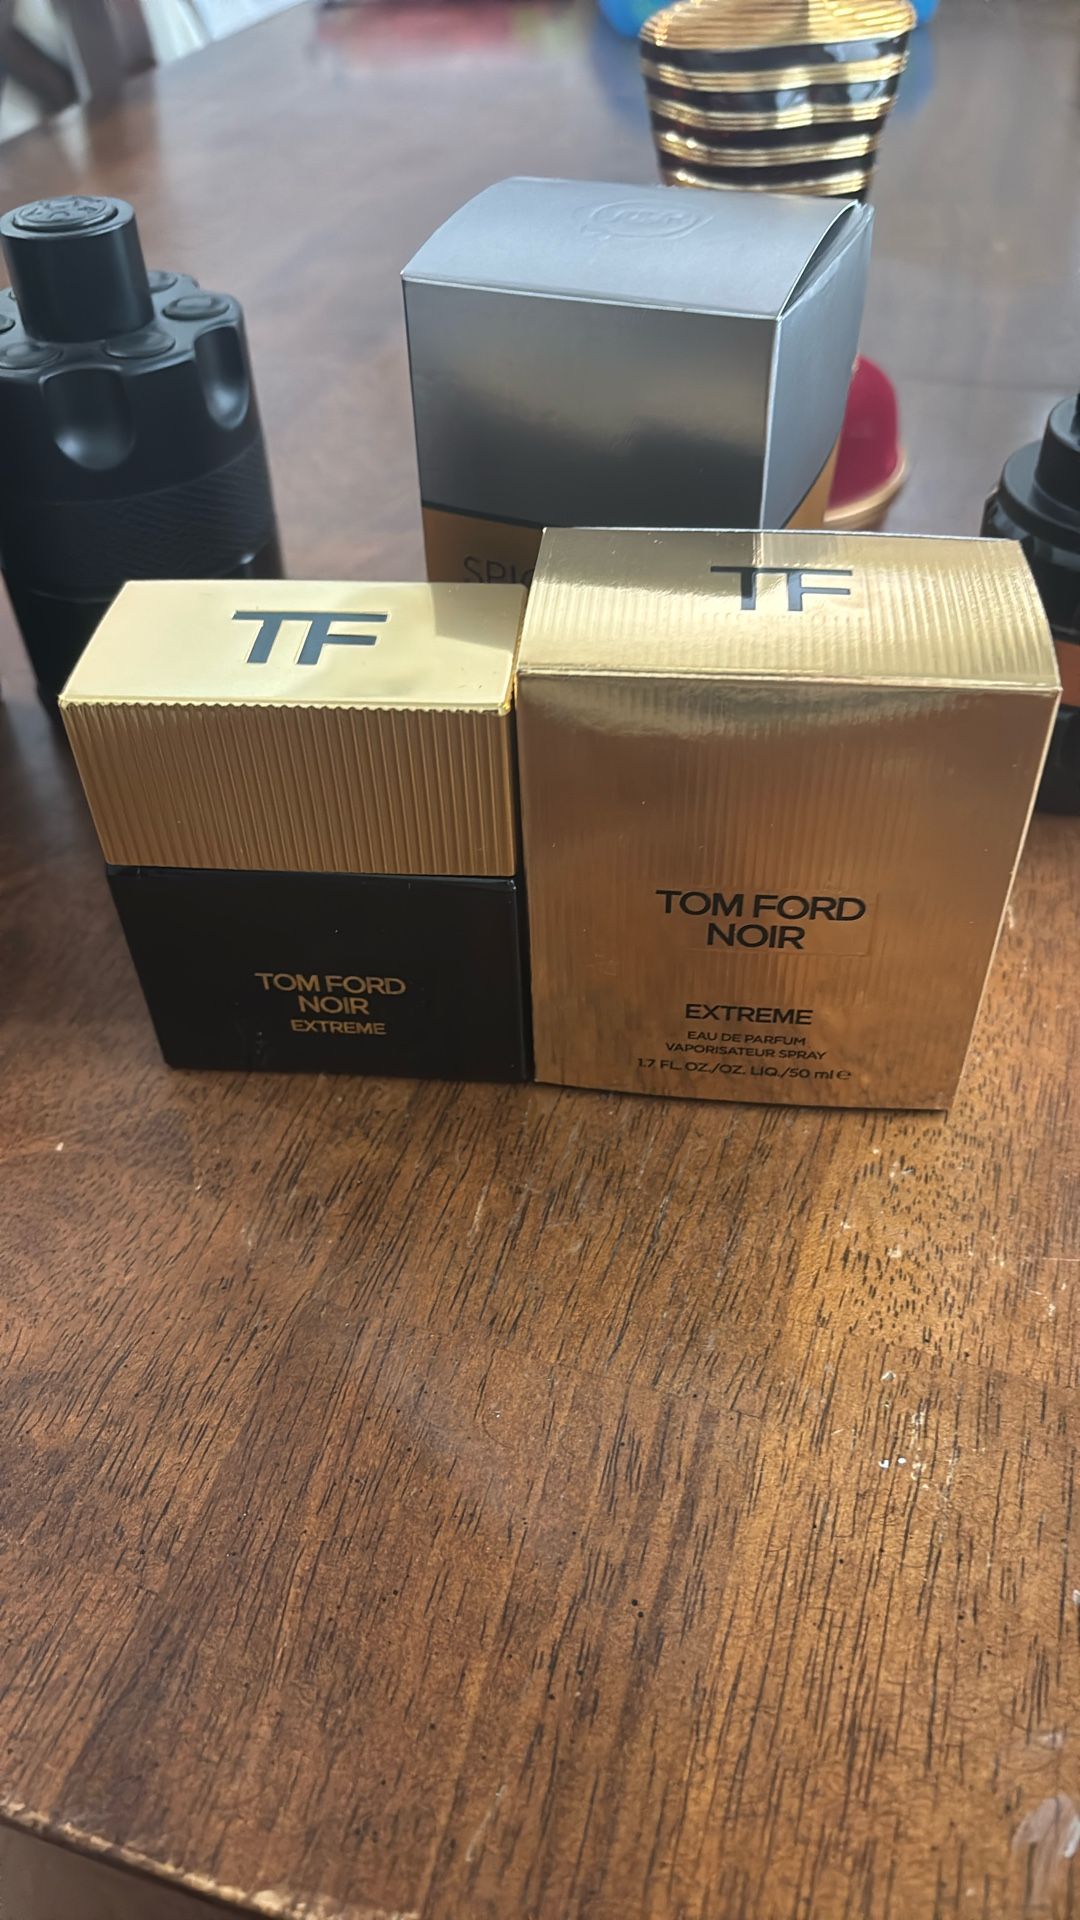 TF
TOM FORD
NOIR
EXTREME
TF
TOM FORD
NOIR
EXTREME
EAU DE PARFUM
VAPORISATEUR SPRAY
1.7 FL. OZ./OZ. LIQ./50 ml e